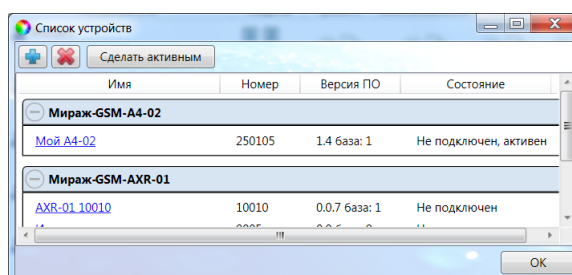 Список устройств
Сделать активным
Имя Номер Версия ПО Состояние
Мираж-GSM-A4-02
Мой A4-02 250105 1.4 база: 1 Не подключен, активен
Мираж-GSM-AXR-01
AXR-01 10010 10010 0.0.7 база: 1 Не подключен
OK